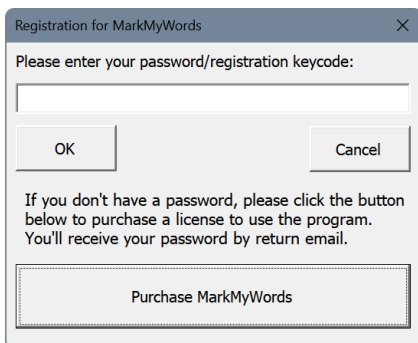 Registration for MarkMyWords
Please enter your password/registration keycode:
OK
Cancel
If you don't have a password, please click the button
below to purchase a license to use the program.
You'll receive your password by return email.
Purchase MarkMyWords